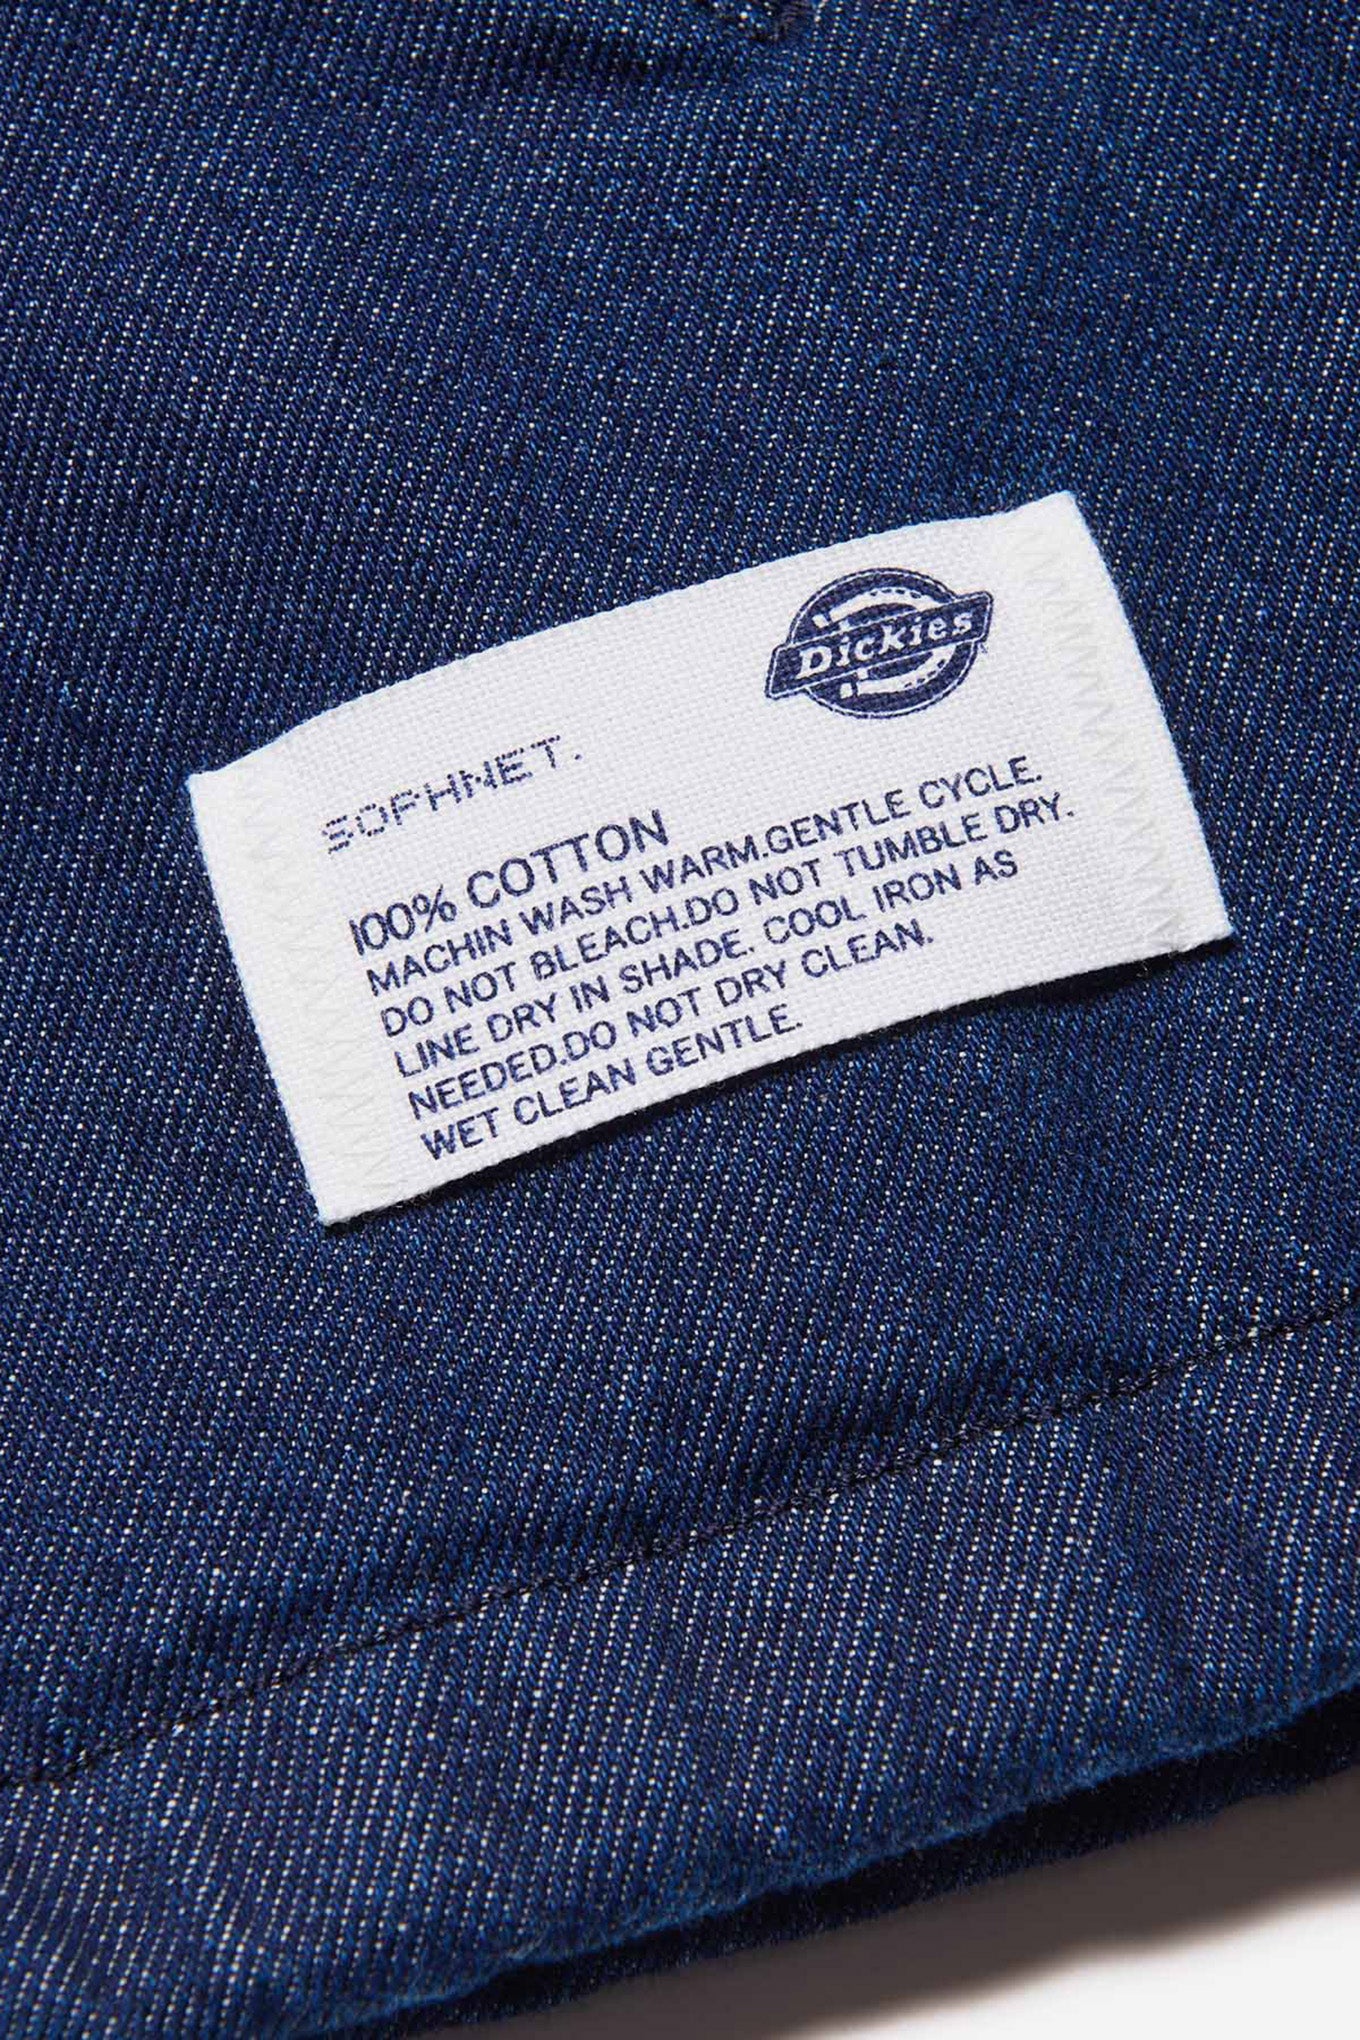 Dickies
SOPHNET.
100% COTTON
MACHIN WASH WARM.GENTLE CYCLE.
DO NOT BLEACH.DO NOT TUMBLE DRY.
LINE DRY IN SHADE. COOL IRON AS
NEEDED.DO NOT DRY CLEAN.
WET CLEAN GENTLE.